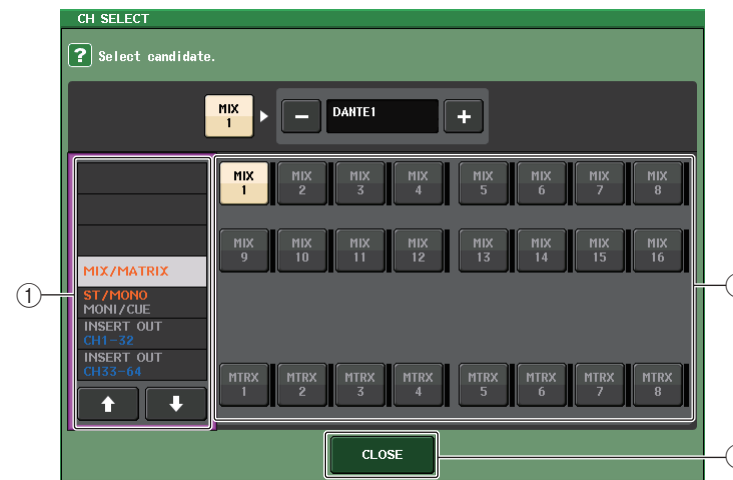 CH SELECT
? Select candidate.
MIX 1
DANTE1
MIX/MATRIX
ST/MONO
MONI/CUE
INSERT OUT
CH1-32
INSERT OUT
CH33-64
MIX 1 MIX 2 MIX 3 MIX 4 MIX 5 MIX 6 MIX 7 MIX 8
MIX 9 MIX 10 MIX 11 MIX 12 MIX 13 MIX 14 MIX 15 MIX 16
MTRX 1 MTRX 2 MTRX 3 MTRX 4 MTRX 5 MTRX 6 MTRX 7 MTRX 8
CLOSE
1